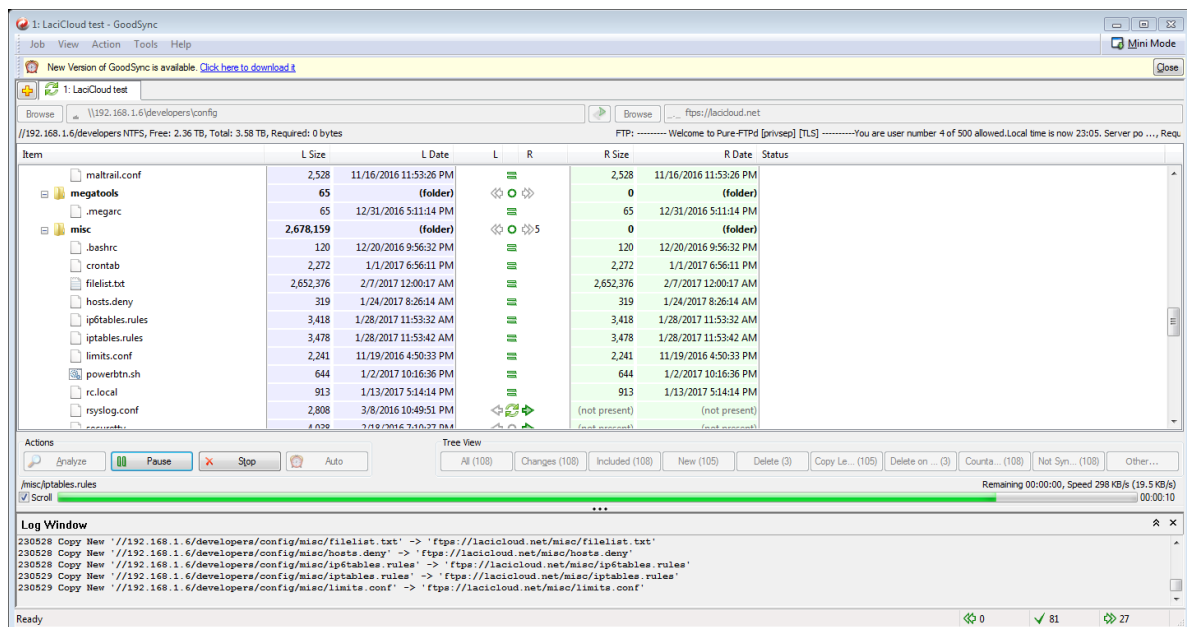 1: LaciCloud test - GoodSync
Job View Action Tools Help
Mini Mode
New Version of GoodSync is available. Click here to download it
Close
1: LaciCloud test
Browse \\192.168.1.6\developers\config Browse ftps://lacicloud.net
//192.168.1.6/developers NTFS, Free: 2.36 TB, Total: 3.58 TB, Required: 0 bytes FTP: --------- Welcome to Pure-FTPd [privsep] [TLS] ----------You are user number 4 of 500 allowed.Local time is now 23:05. Server po ..., Requ
Item L Size L Date L R R Size R Date Status
maltrail.conf 2,528 11/16/2016 11:53:26 PM 2,528 11/16/2016 11:53:26 PM
megatools 65 (folder) 0 (folder)
.megarc 65 12/31/2016 5:11:14 PM 65 12/31/2016 5:11:14 PM
misc 2,678,159 (folder) 5 0 (folder)
.bashrc 120 12/20/2016 9:56:32 PM 120 12/20/2016 9:56:32 PM
crontab 2,272 1/1/2017 6:56:11 PM 2,272 1/1/2017 6:56:11 PM
filelist.txt 2,652,376 2/7/2017 12:00:17 AM 2,652,376 2/7/2017 12:00:17 AM
hosts.deny 319 1/24/2017 8:26:14 AM 319 1/24/2017 8:26:14 AM
ip6tables.rules 3,418 1/28/2017 11:53:32 AM 3,418 1/28/2017 11:53:32 AM
iptables.rules 3,478 1/28/2017 11:53:42 AM 3,478 1/28/2017 11:53:42 AM
limits.conf 2,241 11/19/2016 4:50:33 PM 2,241 11/19/2016 4:50:33 PM
powerbtn.sh 644 1/2/2017 10:16:36 PM 644 1/2/2017 10:16:36 PM
rc.local 913 1/13/2017 5:14:14 PM 913 1/13/2017 5:14:14 PM
rsyslog.conf 2,808 3/8/2016 10:49:51 PM (not present) (not present)
securetty 4,038 2/18/2016 7:10:37 PM (not present) (not present)
Actions Tree View
Analyze Pause Stop Auto All (108) Changes (108) Included (108) New (105) Delete (3) Copy Le... (105) Delete on ... (3) Counta... (108) Not Syn... (108) Other...
/misc/iptables.rules Remaining 00:00:00, Speed 298 KB/s (19.5 KB/s)
Scroll 00:00:10
Log Window
230528 Copy New '//192.168.1.6/developers/config/misc/filelist.txt' -> 'ftps://lacicloud.net/misc/filelist.txt'
230528 Copy New '//192.168.1.6/developers/config/misc/hosts.deny' -> 'ftps://lacicloud.net/misc/hosts.deny'
230528 Copy New '//192.168.1.6/developers/config/misc/ip6tables.rules' -> 'ftps://lacicloud.net/misc/ip6tables.rules'
230529 Copy New '//192.168.1.6/developers/config/misc/iptables.rules' -> 'ftps://lacicloud.net/misc/iptables.rules'
230529 Copy New '//192.168.1.6/developers/config/misc/limits.conf' -> 'ftps://lacicloud.net/misc/limits.conf'
Ready 0 81 27